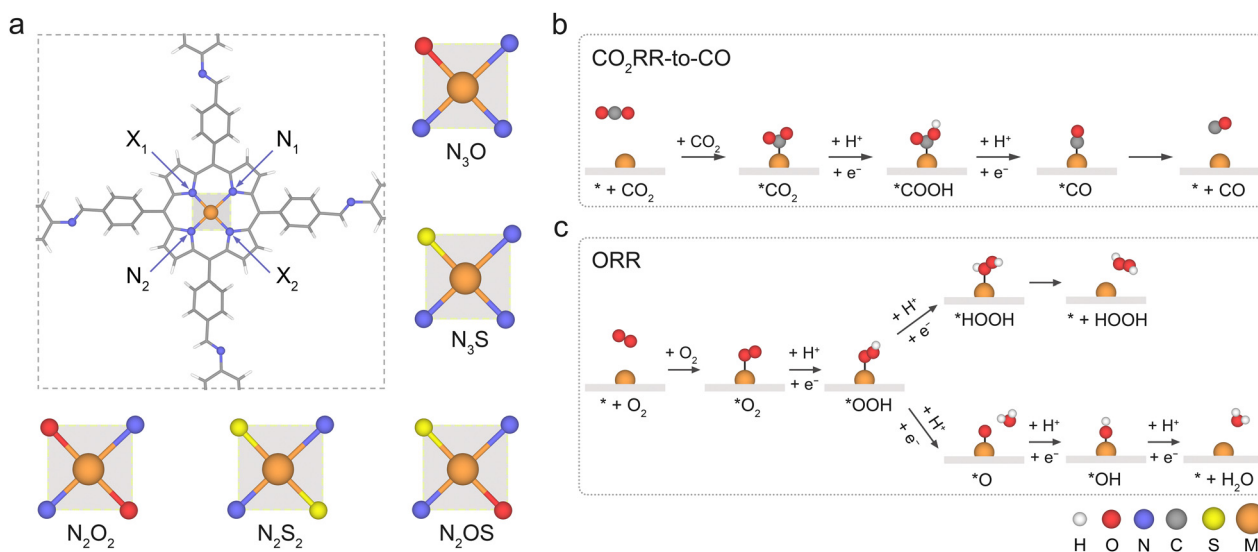 a
X₁
N₁
N₂
X₂
N₃O
N₃S
N₂O₂
N₂S₂
N₂OS
b
CO₂RR-to-CO
+ CO₂
+ H⁺
+ e⁻
+ H⁺
+ e⁻
* + CO₂
*CO₂
*COOH
*CO
* + CO
c
ORR
+ H⁺
+ e⁻
*HOOH
* + HOOH
+ O₂
+ H⁺
+ e⁻
* + O₂
*O₂
*OOH
+ H⁺
+ e⁻
+ H⁺
+ e⁻
+ H⁺
+ e⁻
*O
*OH
* + H₂O
H O N C S M